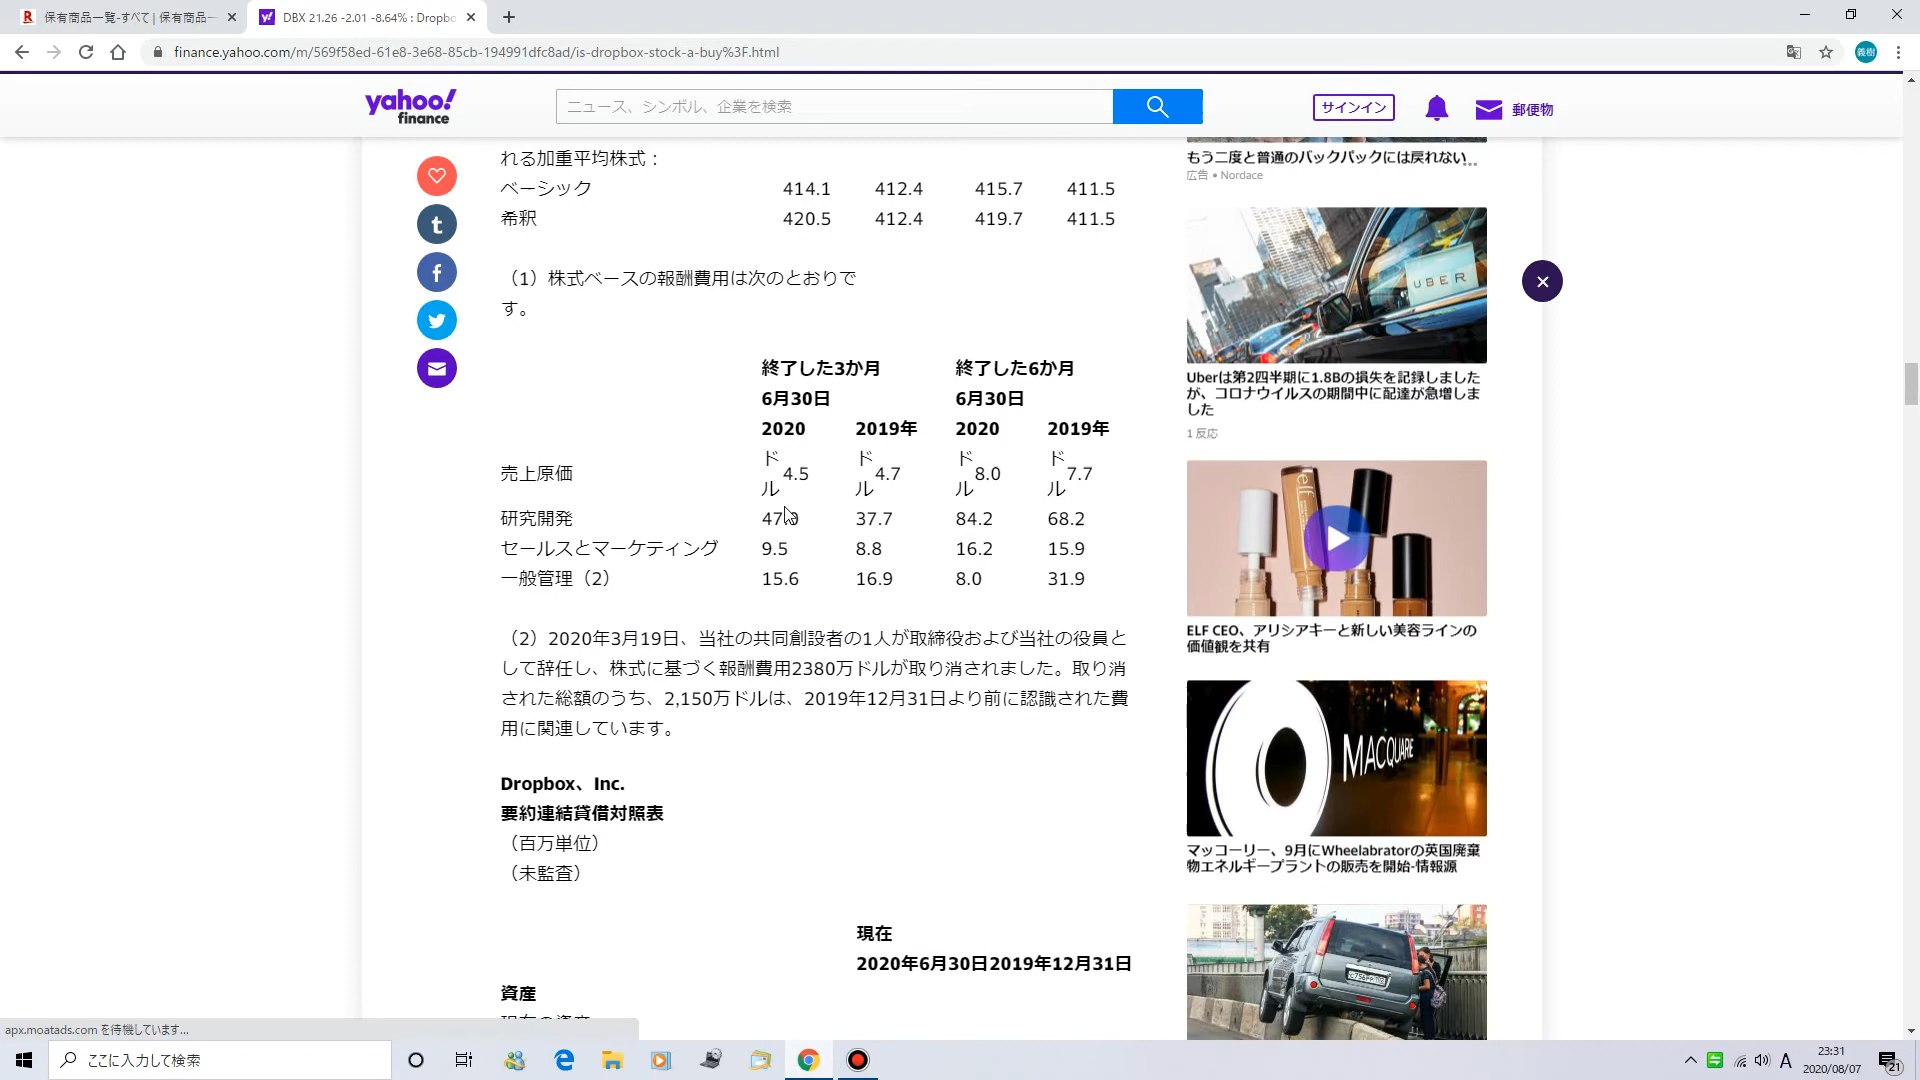 保有商品一覧-すべて | 保有商品一
DBX 21.26 -2.01 -8.64% : Dropbo
finance.yahoo.com/m/569f58ed-61e8-3e68-85cb-194991dfc8ad/is-dropbox-stock-a-buy%3F.html
義樹
yahoo!
finance
ニュース、シンボル、企業を検索
サインイン
郵便物
れる加重平均株式：
ベーシック 414.1 412.4 415.7 411.5
希釈 420.5 412.4 419.7 411.5
（1）株式ベースの報酬費用は次のとおりで
す。
終了した3か月 終了した6か月
6月30日 6月30日
2020 2019年 2020 2019年
売上原価 ドル 4.5 ドル 4.7 ドル 8.0 ドル 7.7
研究開発 37.7 84.2 68.2
セールスとマーケティング 9.5 8.8 16.2 15.9
一般管理（2） 15.6 16.9 8.0 31.9
（2）2020年3月19日、当社の共同創設者の1人が取締役および当社の役員と
して辞任し、株式に基づく報酬費用2380万ドルが取り消されました。取り消
された総額のうち、2,150万ドルは、2019年12月31日より前に認識された費
用に関連しています。
Dropbox、Inc.
要約連結貸借対照表
（百万単位）
（未監査）
現在
2020年6月30日2019年12月31日
資産
もう二度と普通のバックパックには戻れない...
広告 • Nordace
UBER
Uberは第2四半期に1.8Bの損失を記録しました
が、コロナウイルスの期間中に配達が急増しま
した
1 反応
elf
ELF CEO、アリシアキーと新しい美容ラインの
価値観を共有
MACQUARIE
マッコーリー、9月にWheelabratorの英国廃棄
物エネルギープラントの販売を開始-情報源
apx.moatads.com を待機しています...
ここに入力して検索
A
23:31
2020/08/07
21